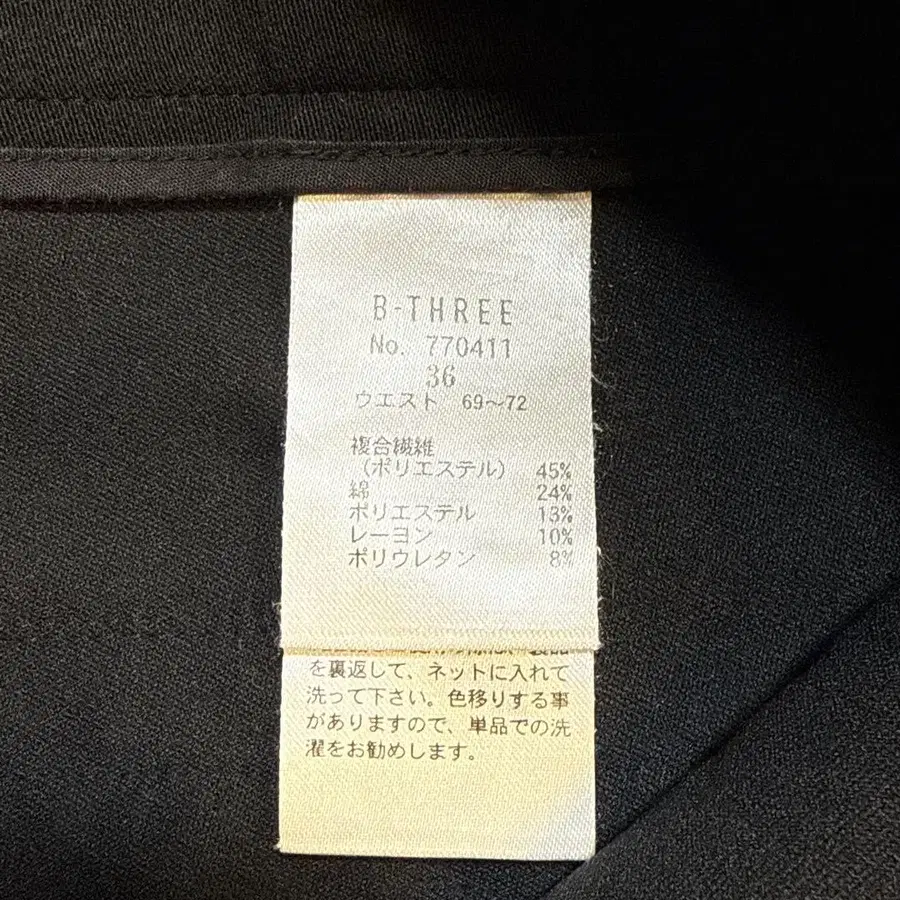 B-THREE
No. 770411
36
ウエスト 69〜72
複合繊維
（ポリエステル） 45%
綿 24%
ポリエステル 13%
レーヨン 10%
ポリウレタン 8%
を裏返して、ネットに入れて
洗って下さい。色移りする事
がありますので、単品での洗
濯をお勧めします。